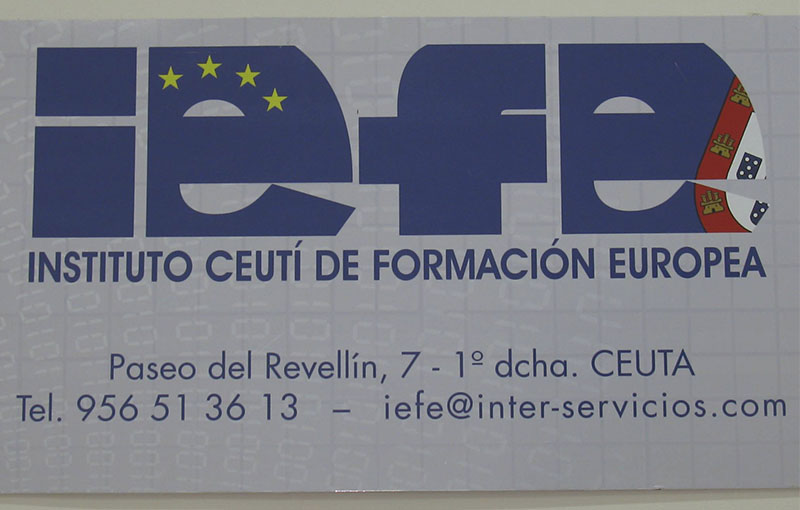 iefe
INSTITUTO CEUTÍ DE FORMACIÓN EUROPEA
Paseo del Revellín, 7 - 1º dcha. CEUTA
Tel. 956 51 36 13 – iefe@inter-servicios.com